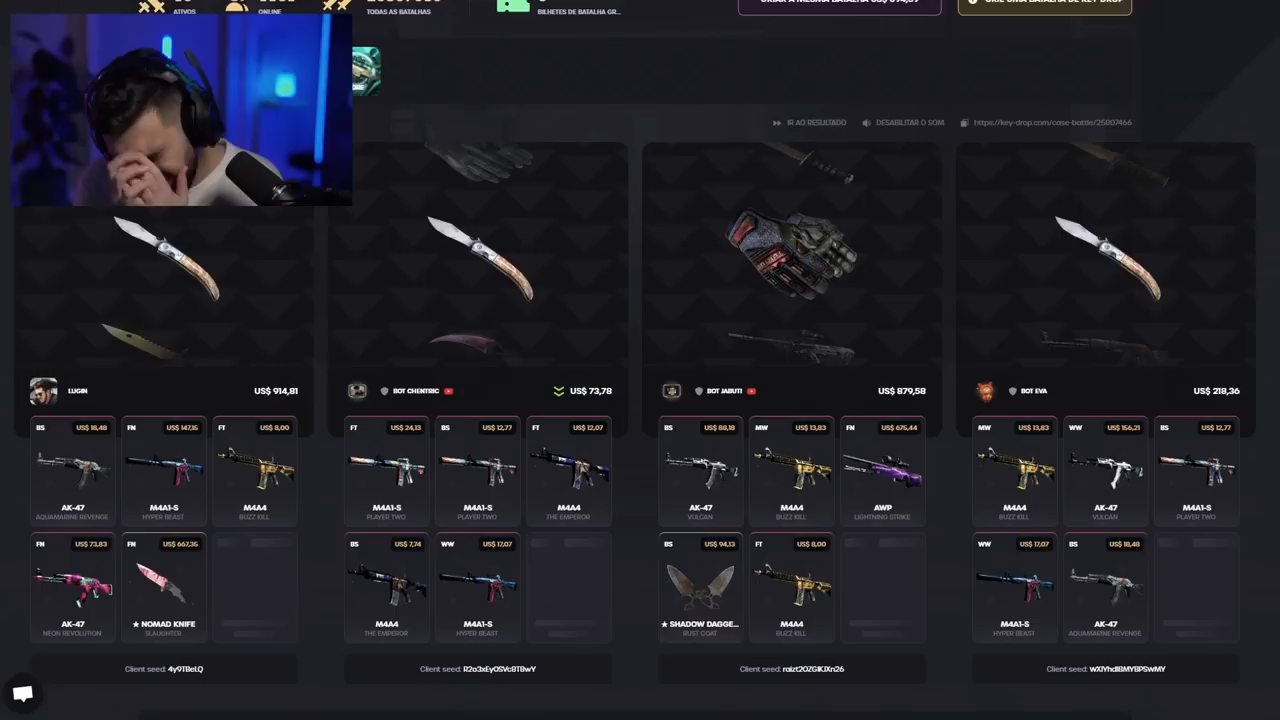 ATIVOS
ONLINE
TODAS AS BATALHAS
BILHETES DE BATALHA GR...
IR AO RESULTADO
DESABILITAR O SOM
https://key-drop.com/case-battle/25807466
LUGIN
US$ 914,81
BOT CHENTRIC
US$ 73,78
BOT JABUTI
US$ 879,58
BOT EVA
US$ 218,36
BS US$ 18,48
FN US$ 147,15
FT US$ 8,00
FT US$ 24,13
BS US$ 12,77
FT US$ 12,07
BS US$ 88,18
MW US$ 13,83
FN US$ 675,44
MW US$ 13,83
WW US$ 156,21
BS US$ 12,77
AK-47
AQUAMARINE REVENGE
M4A1-S
HYPER BEAST
M4A4
BUZZ KILL
M4A1-S
PLAYER TWO
M4A1-S
PLAYER TWO
M4A4
THE EMPEROR
AK-47
VULCAN
M4A4
BUZZ KILL
AWP
LIGHTNING STRIKE
M4A4
BUZZ KILL
AK-47
VULCAN
M4A1-S
PLAYER TWO
FN US$ 73,83
FN US$ 667,35
BS US$ 7,74
WW US$ 17,07
BS US$ 94,13
FT US$ 8,00
WW US$ 17,07
BS US$ 18,48
AK-47
NEON REVOLUTION
★ NOMAD KNIFE
SLAUGHTER
M4A4
THE EMPEROR
M4A1-S
HYPER BEAST
★ SHADOW DAGGE...
RUST COAT
M4A4
BUZZ KILL
M4A1-S
HYPER BEAST
AK-47
AQUAMARINE REVENGE
Client seed:
Client seed:
Client seed:
Client seed: